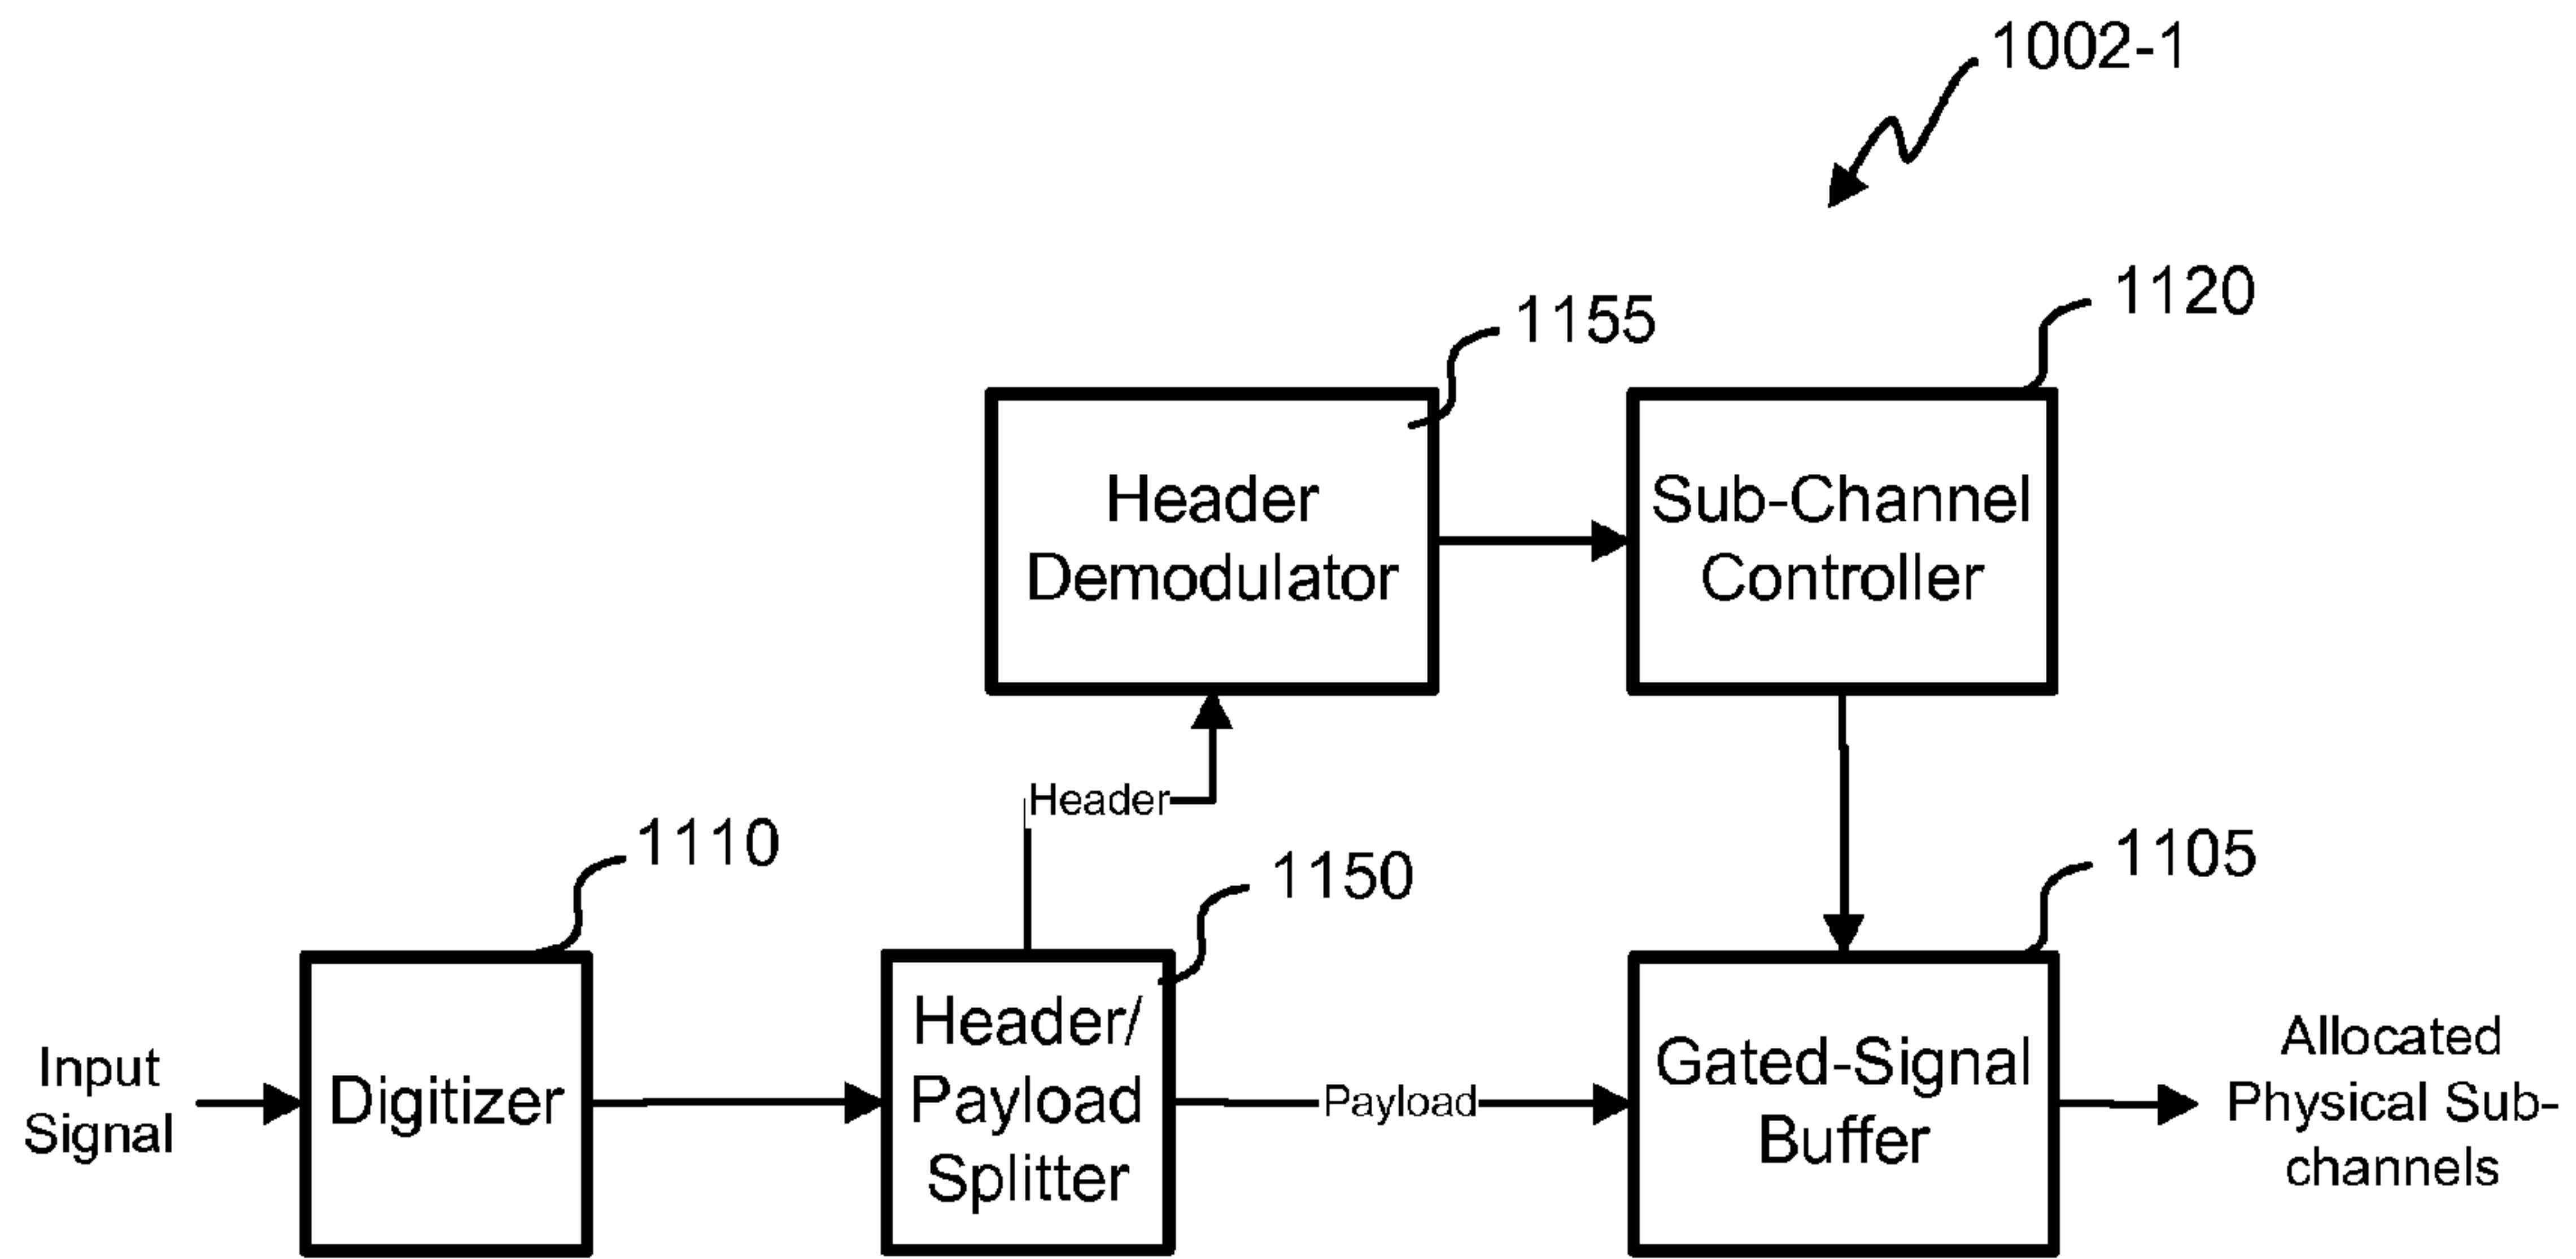 1002-1
1120
1155
Header
Demodulator
Sub-Channel
Controller
Header
1110
1150
1105
Input
Signal
Digitizer
Header/
Payload
Splitter
Payload
Gated-Signal
Buffer
Allocated
Physical Sub-
channels